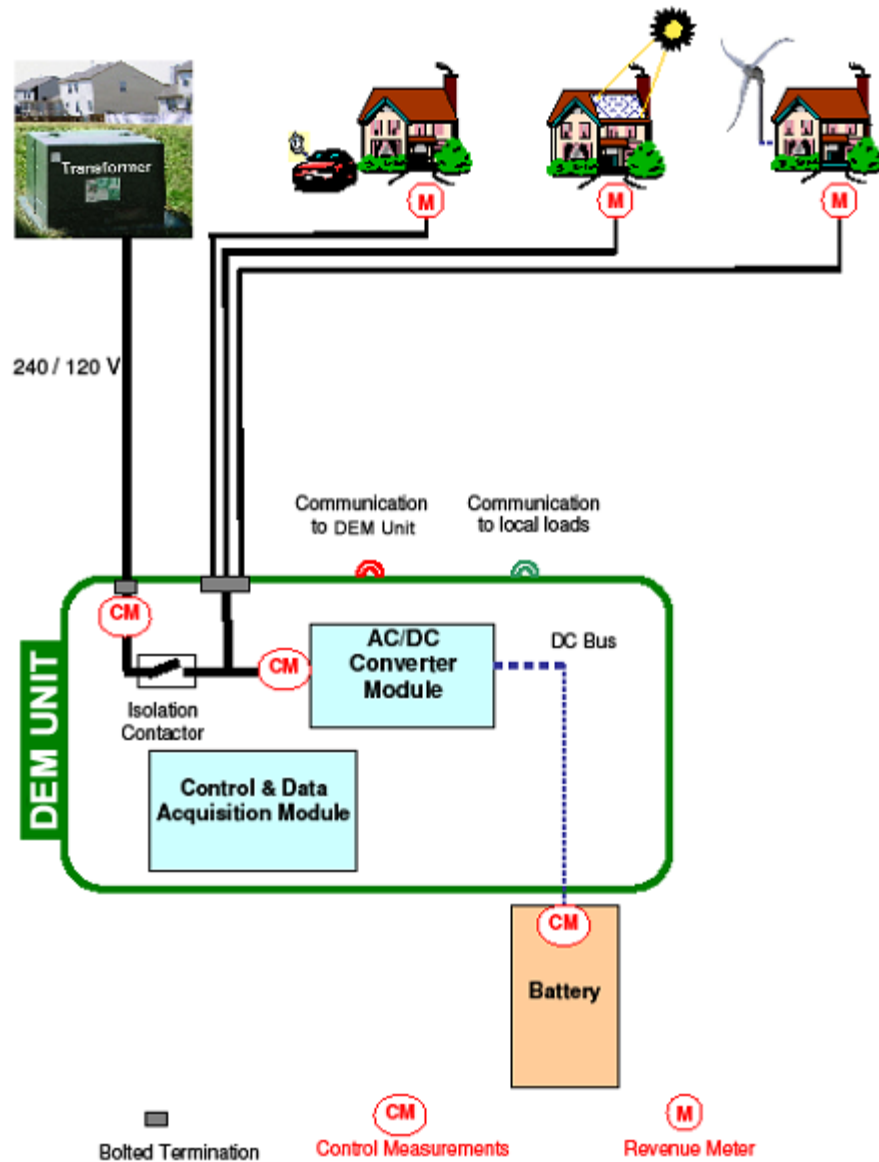 Transformer
M
M
M
240 / 120 V
Communication
to DEM Unit
Communication
to local loads
CM
DEM UNIT
Isolation
Contactor
CM
AC/DC
Converter
Module
DC Bus
Control & Data
Acquisition Module
CM
Battery
Bolted Termination
CM
Control Measurements
M
Revenue Meter